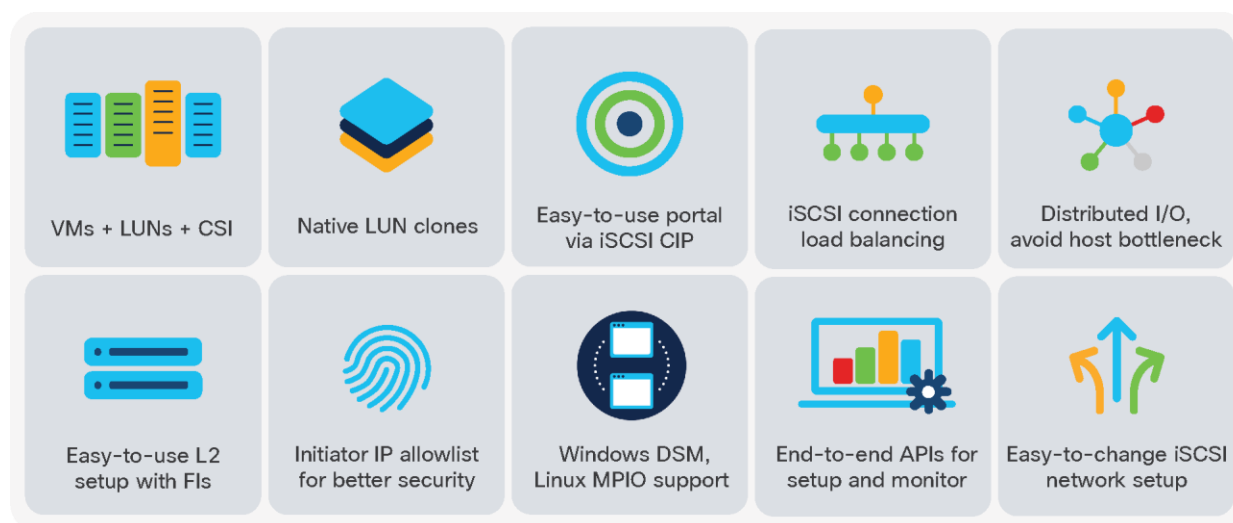 VMs + LUNs + CSI
Native LUN clones
Easy-to-use portal
via iSCSI CIP
iSCSI connection
load balancing
Distributed I/O,
avoid host bottleneck
Easy-to-use L2
setup with FIs
Initiator IP allowlist
for better security
Windows DSM,
Linux MPIO support
End-to-end APIs for
setup and monitor
Easy-to-change iSCSI
network setup